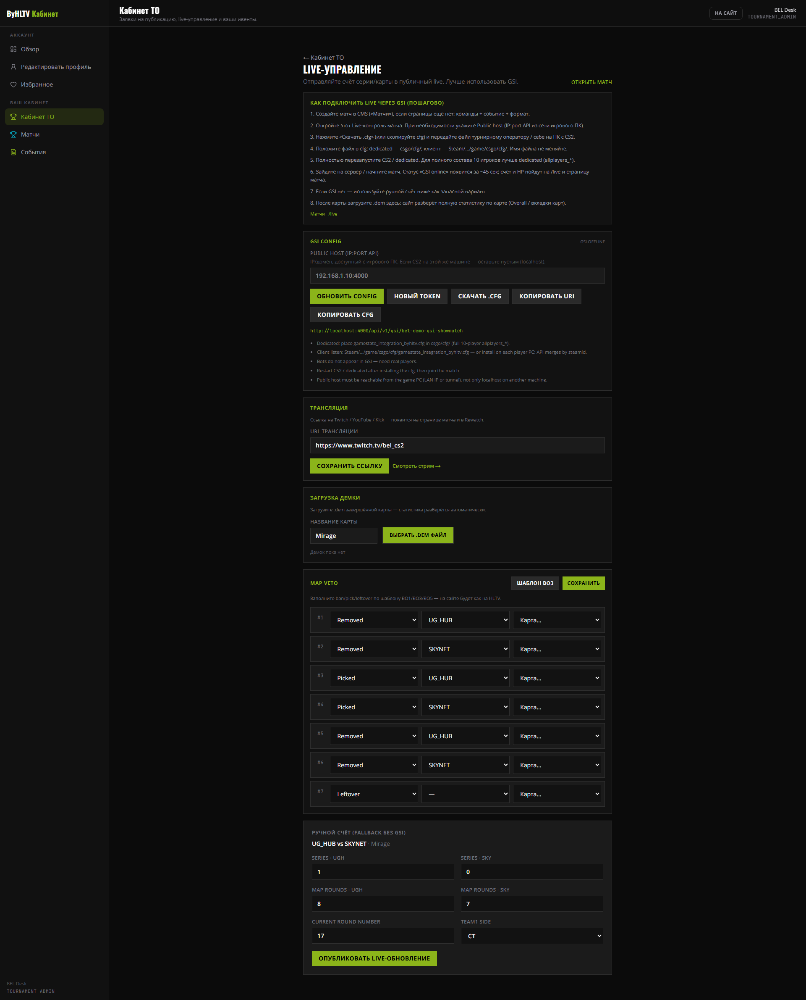 ByHLTV Кабинет
Кабинет ТО
Заявки на публикацию, live-управление и ваши ивенты.
НА САЙТ
BEL Desk
TOURNAMENT_ADMIN
АККАУНТ
Обзор
Редактировать профиль
Избранное
ВАШ КАБИНЕТ
Кабинет ТО
Матчи
События
← Кабинет ТО
LIVE-УПРАВЛЕНИЕ
Отправляйте счёт серии/карты в публичный live. Лучше использовать GSI.
ОТКРЫТЬ МАТЧ
КАК ПОДКЛЮЧИТЬ LIVE ЧЕРЕЗ GSI (ПОШАГОВО)
1. Создайте матч в CMS («Матчи»), если страницы ещё нет: команды + событие + формат.
2. Откройте этот Live-контроль матча. При необходимости укажите Public host (IP:port API из сети игрового ПК).
3. Нажмите «Скачать .cfg» (или скопируйте cfg) и передайте файл турнирному оператору / себе на ПК с CS2.
4. Положите файл в cfg: dedicated — csgo/cfg/; клиент — Steam/.../game/csgo/cfg/. Имя файла не меняйте.
5. Полностью перезапустите CS2 / dedicated. Для полного состава 10 игроков лучше dedicated (allplayers_*).
6. Зайдите на сервер / начните матч. Статус «GSI online» появится за ~45 сек; счёт и HP пойдут на /live и страницу
матча.
7. Если GSI нет — используйте ручной счёт ниже как запасной вариант.
8. После карты загрузите .dem здесь: сайт разберёт полную статистику по карте (Overall / вкладки карт).
Матчи · /live
GSI CONFIG
GSI OFFLINE
PUBLIC HOST (IP:PORT API)
IP/домен, доступный с игрового ПК. Если CS2 на этой же машине — оставьте пустым (localhost).
192.168.1.10:4000
ОБНОВИТЬ CONFIG
НОВЫЙ TOKEN
СКАЧАТЬ .CFG
КОПИРОВАТЬ URI
КОПИРОВАТЬ CFG
http://localhost:4000/api/v1/gsi/bel-demo-gsi-showmatch
• Dedicated: place gamestate_integration_byhltv.cfg in csgo/cfg/ (full 10-player allplayers_*).
• Client listen: Steam/.../game/csgo/cfg/gamestate_integration_byhltv.cfg — or install on each player PC; API merges by steamid.
• Bots do not appear in GSI — need real players.
• Restart CS2 / dedicated after installing the cfg, then join the match.
• Public host must be reachable from the game PC (LAN IP or tunnel), not only localhost on another machine.
ТРАНСЛЯЦИЯ
Ссылка на Twitch / YouTube / Kick — появится на странице матча и в Rewatch.
URL ТРАНСЛЯЦИИ
https://www.twitch.tv/bel_cs2
СОХРАНИТЬ ССЫЛКУ
Смотреть стрим →
ЗАГРУЗКА ДЕМКИ
Загрузите .dem завершённой карты — статистика разберётся автоматически.
НАЗВАНИЕ КАРТЫ
Mirage
ВЫБРАТЬ .DEM ФАЙЛ
Демок пока нет
MAP VETO
ШАБЛОН BO3
СОХРАНИТЬ
Заполните ban/pick/leftover по шаблону BO1/BO3/BO5 — на сайте будет как на HLTV.
#1 Removed UG_HUB Карта...
#2 Removed SKYNET Карта...
#3 Picked UG_HUB Карта...
#4 Picked SKYNET Карта...
#5 Removed UG_HUB Карта...
#6 Removed SKYNET Карта...
#7 Leftover — Карта...
РУЧНОЙ СЧЁТ (FALLBACK БЕЗ GSI)
UG_HUB vs SKYNET · Mirage
SERIES · UGH
SERIES · SKY
1
0
MAP ROUNDS · UGH
MAP ROUNDS · SKY
8
7
CURRENT ROUND NUMBER
TEAM1 SIDE
17
CT
ОПУБЛИКОВАТЬ LIVE-ОБНОВЛЕНИЕ
BEL Desk
TOURNAMENT_ADMIN